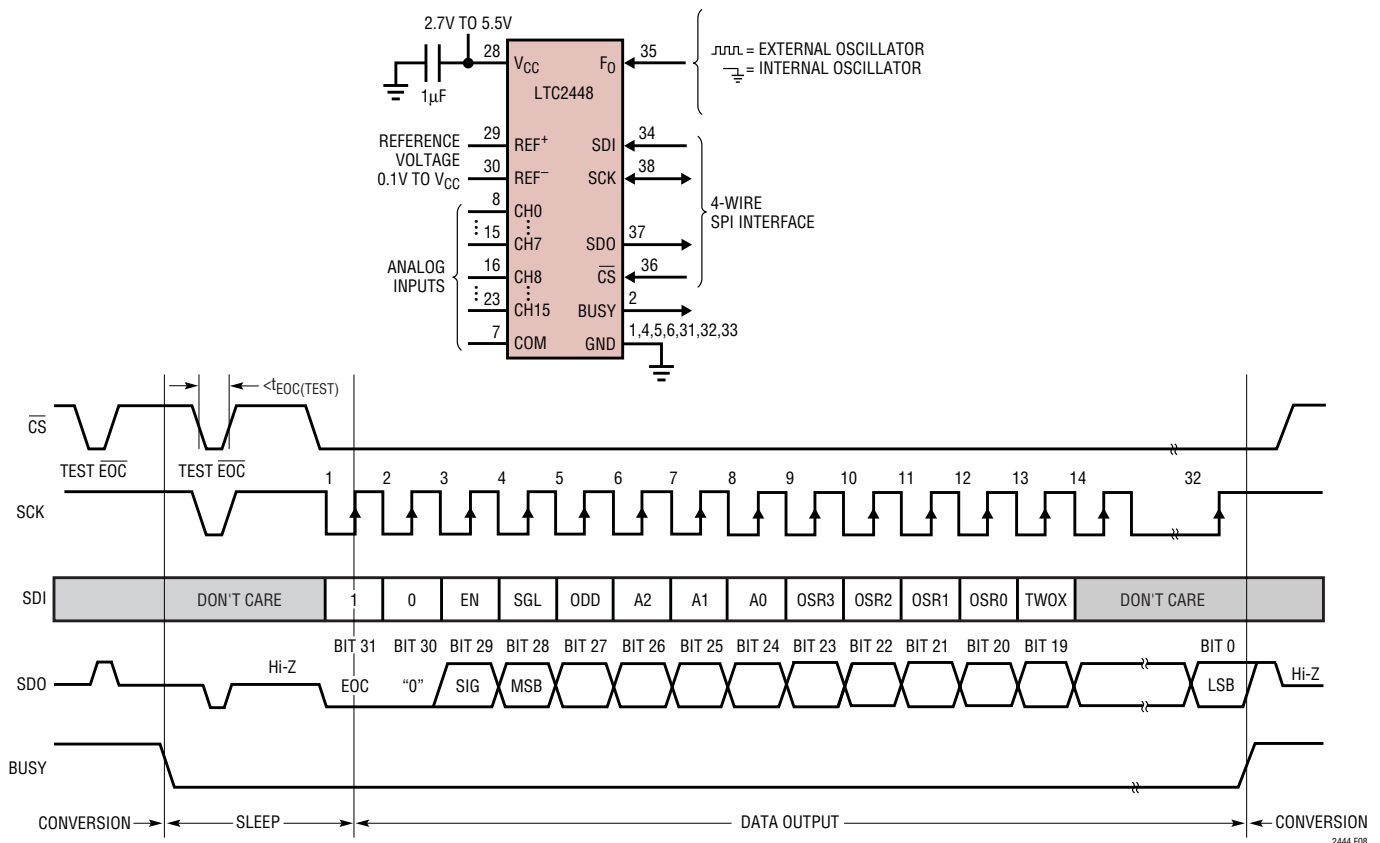 2.7V TO 5.5V
1µF
28
VCC
FO
35
= EXTERNAL OSCILLATOR
= INTERNAL OSCILLATOR
LTC2448
REFERENCE
VOLTAGE
0.1V TO VCC
29
REF+
30
REF–
SDI
34
SCK
38
4-WIRE
SPI INTERFACE
ANALOG
INPUTS
8
CH0
15
CH7
16
CH8
23
CH15
7
COM
SDO
37
CS
36
BUSY
2
GND
1,4,5,6,31,32,33
<tEOC(TEST)
CS
TEST EOC
TEST EOC
SCK
1 2 3 4 5 6 7 8 9 10 11 12 13 14 32
SDI
DON'T CARE 1 0 EN SGL ODD A2 A1 A0 OSR3 OSR2 OSR1 OSR0 TWOX DON'T CARE
BIT 31 BIT 30 BIT 29 BIT 28 BIT 27 BIT 26 BIT 25 BIT 24 BIT 23 BIT 22 BIT 21 BIT 20 BIT 19 BIT 0
SDO
Hi-Z EOC “0” SIG MSB LSB Hi-Z
BUSY
CONVERSION SLEEP DATA OUTPUT CONVERSION
2444 F08